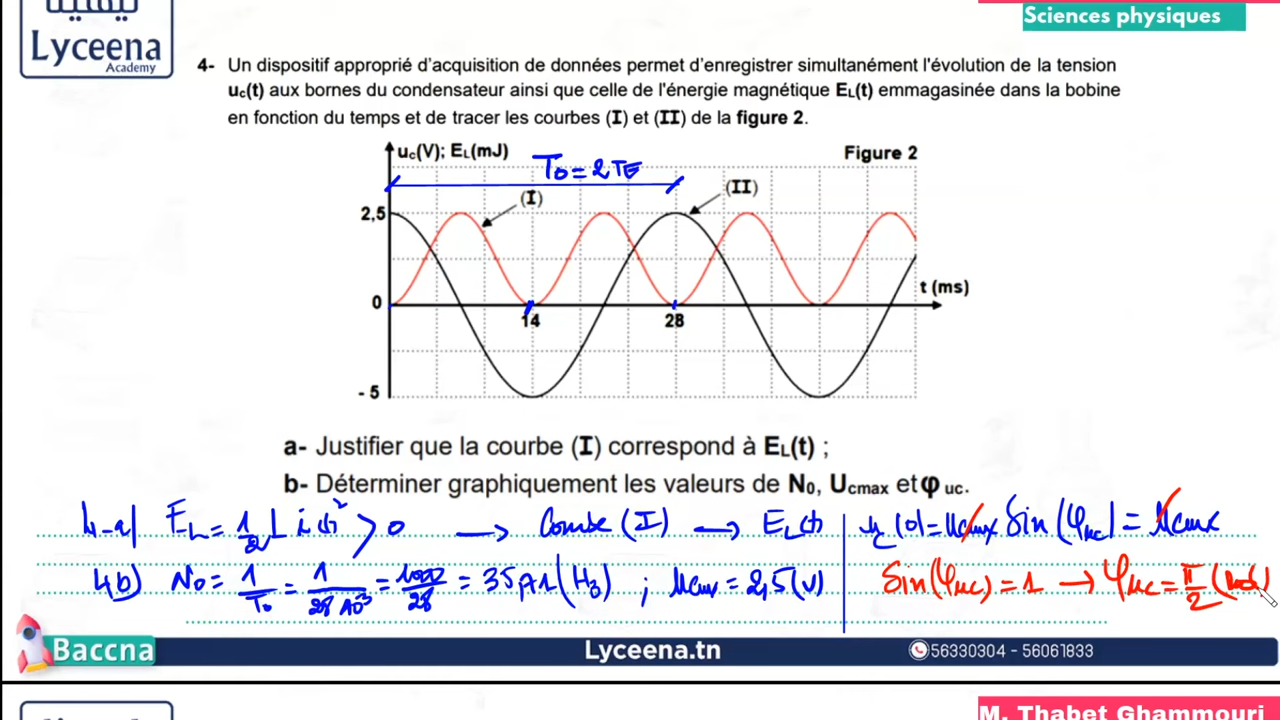 Sciences physiques
Lyceena
Academy
4- Un dispositif approprié d'acquisition de données permet d'enregistrer simultanément l'évolution de la tension
uc(t) aux bornes du condensateur ainsi que celle de l'énergie magnétique EL(t) emmagasinée dans la bobine
en fonction du temps et de tracer les courbes (I) et (II) de la figure 2.
uc(V); EL(mJ)
Figure 2
T0 = 2TE
(I)
(II)
2,5
0
t (ms)
14
28
- 5
a- Justifier que la courbe (I) correspond à EL(t) ;
b- Déterminer graphiquement les valeurs de N0, Ucmax et φ uc.
4-a) EL = 1/2 L i(t)² > 0 → Courbe (I) → EL(t)
4b) N0 = 1/T0 = 1/28.10⁻³ = 1000/28 = 35,71 (Hz) ; ucm = 2,5 (V)
uc(0) = ucmax Sin(φuc) = ucmax
Sin(φuc) = 1 → φuc = π/2 (rad)
Baccna
Lyceena.tn
56330304 - 56061833
M. Thabet Ghammouri